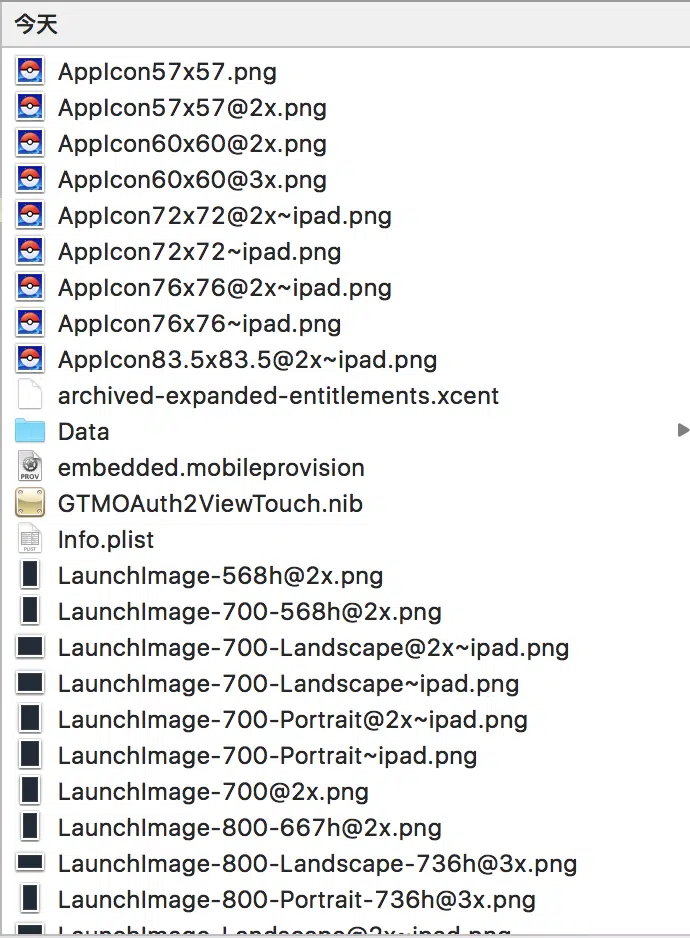 今天
AppIcon57x57.png
AppIcon57x57@2x.png
AppIcon60x60@2x.png
AppIcon60x60@3x.png
AppIcon72x72@2x~ipad.png
AppIcon72x72~ipad.png
AppIcon76x76@2x~ipad.png
AppIcon76x76~ipad.png
AppIcon83.5x83.5@2x~ipad.png
archived-expanded-entitlements.xcent
Data
PROV
embedded.mobileprovision
GTMOAuth2ViewTouch.nib
PLIST
Info.plist
LaunchImage-568h@2x.png
LaunchImage-700-568h@2x.png
LaunchImage-700-Landscape@2x~ipad.png
LaunchImage-700-Landscape~ipad.png
LaunchImage-700-Portrait@2x~ipad.png
LaunchImage-700-Portrait~ipad.png
LaunchImage-700@2x.png
LaunchImage-800-667h@2x.png
LaunchImage-800-Landscape-736h@3x.png
LaunchImage-800-Portrait-736h@3x.png
LaunchImage-Landscape@2x~ipad.png